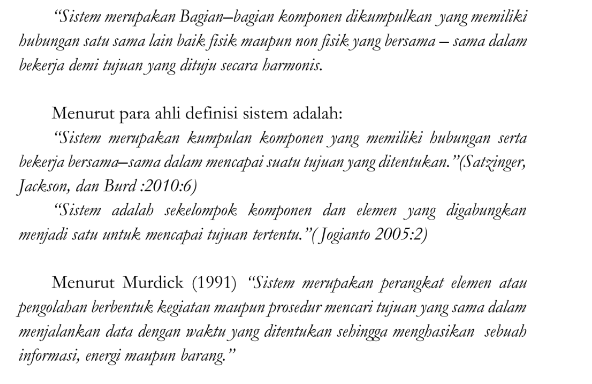 “Sistem merupakan Bagian–bagian komponen dikumpulkan yang memiliki
hubungan satu sama lain baik fisik maupun non fisik yang bersama – sama dalam
bekerja demi tujuan yang dituju secara harmonis.
Menurut para ahli definisi sistem adalah:
“Sistem merupakan kumpulan komponen yang memiliki hubungan serta
bekerja bersama–sama dalam mencapai suatu tujuan yang ditentukan.”(Satzinger,
Jackson, dan Burd :2010:6)
“Sistem adalah sekelompok komponen dan elemen yang digabungkan
menjadi satu untuk mencapai tujuan tertentu.”( Jogianto 2005:2)
Menurut Murdick (1991) “Sistem merupakan perangkat elemen atau
pengolahan berbentuk kegiatan maupun prosedur mencari tujuan yang sama dalam
menjalankan data dengan waktu yang ditentukan sehingga menghasikan sebuah
informasi, energi maupun barang.”